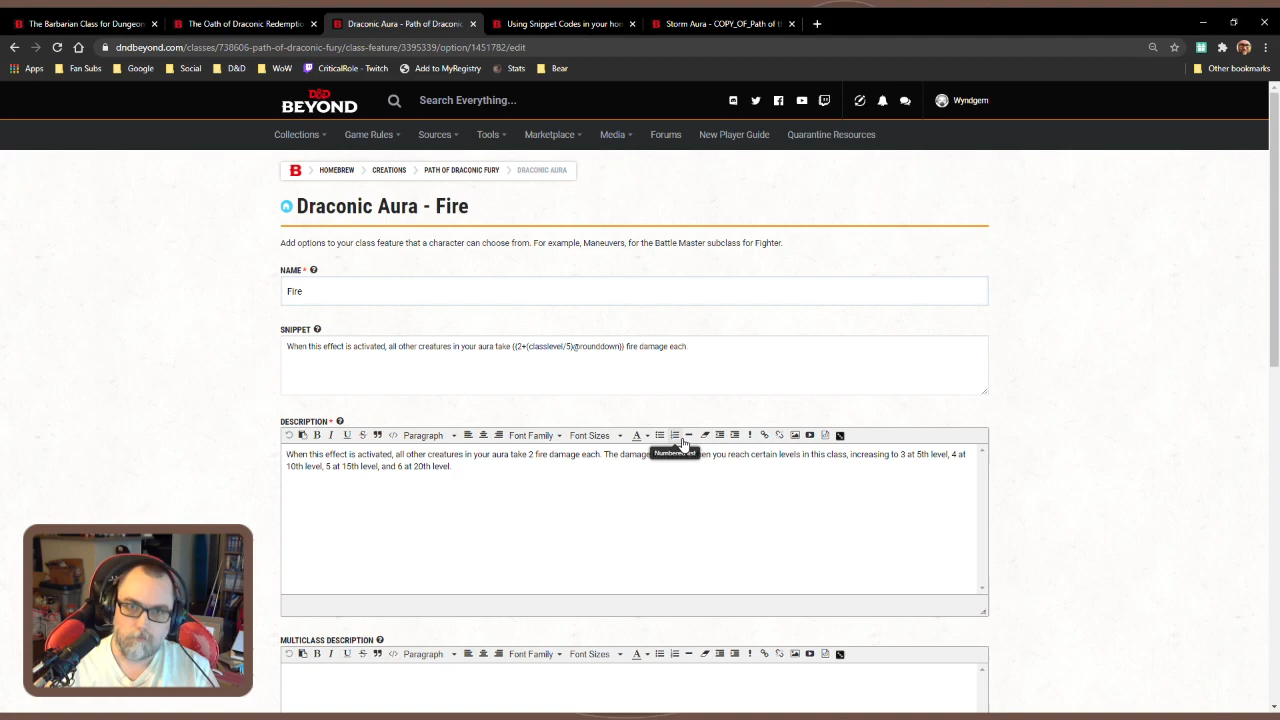 The Barbarian Class for Dungeon
The Oath of Draconic Redemption
Draconic Aura - Path of Draconic
Using Snippet Codes in your hom
Storm Aura - COPY_OF_Path of th
dndbeyond.com/classes/738606-path-of-draconic-fury/class-feature/3395339/option/1451782/edit
Apps
Fan Subs
Google
Social
D&D
WoW
CriticalRole - Twitch
Add to MyRegistry
Stats
Bear
Other bookmarks
D&D
BEYOND
Search Everything...
Wyndgem
Collections
Game Rules
Sources
Tools
Marketplace
Media
Forums
New Player Guide
Quarantine Resources
B
HOMEBREW
CREATIONS
PATH OF DRACONIC FURY
DRACONIC AURA
Draconic Aura - Fire
Add options to your class feature that a character can choose from. For example, Maneuvers, for the Battle Master subclass for Fighter.
NAME *
Fire
SNIPPET
When this effect is activated, all other creatures in your aura take {{2+(classlevel/5)@rounddown}} fire damage each.
DESCRIPTION *
Paragraph
Font Family
Font Sizes
When this effect is activated, all other creatures in your aura take 2 fire damage each. The damage when you reach certain levels in this class, increasing to 3 at 5th level, 4 at
10th level, 5 at 15th level, and 6 at 20th level.
Numbered list
MULTICLASS DESCRIPTION
Paragraph
Font Family
Font Sizes